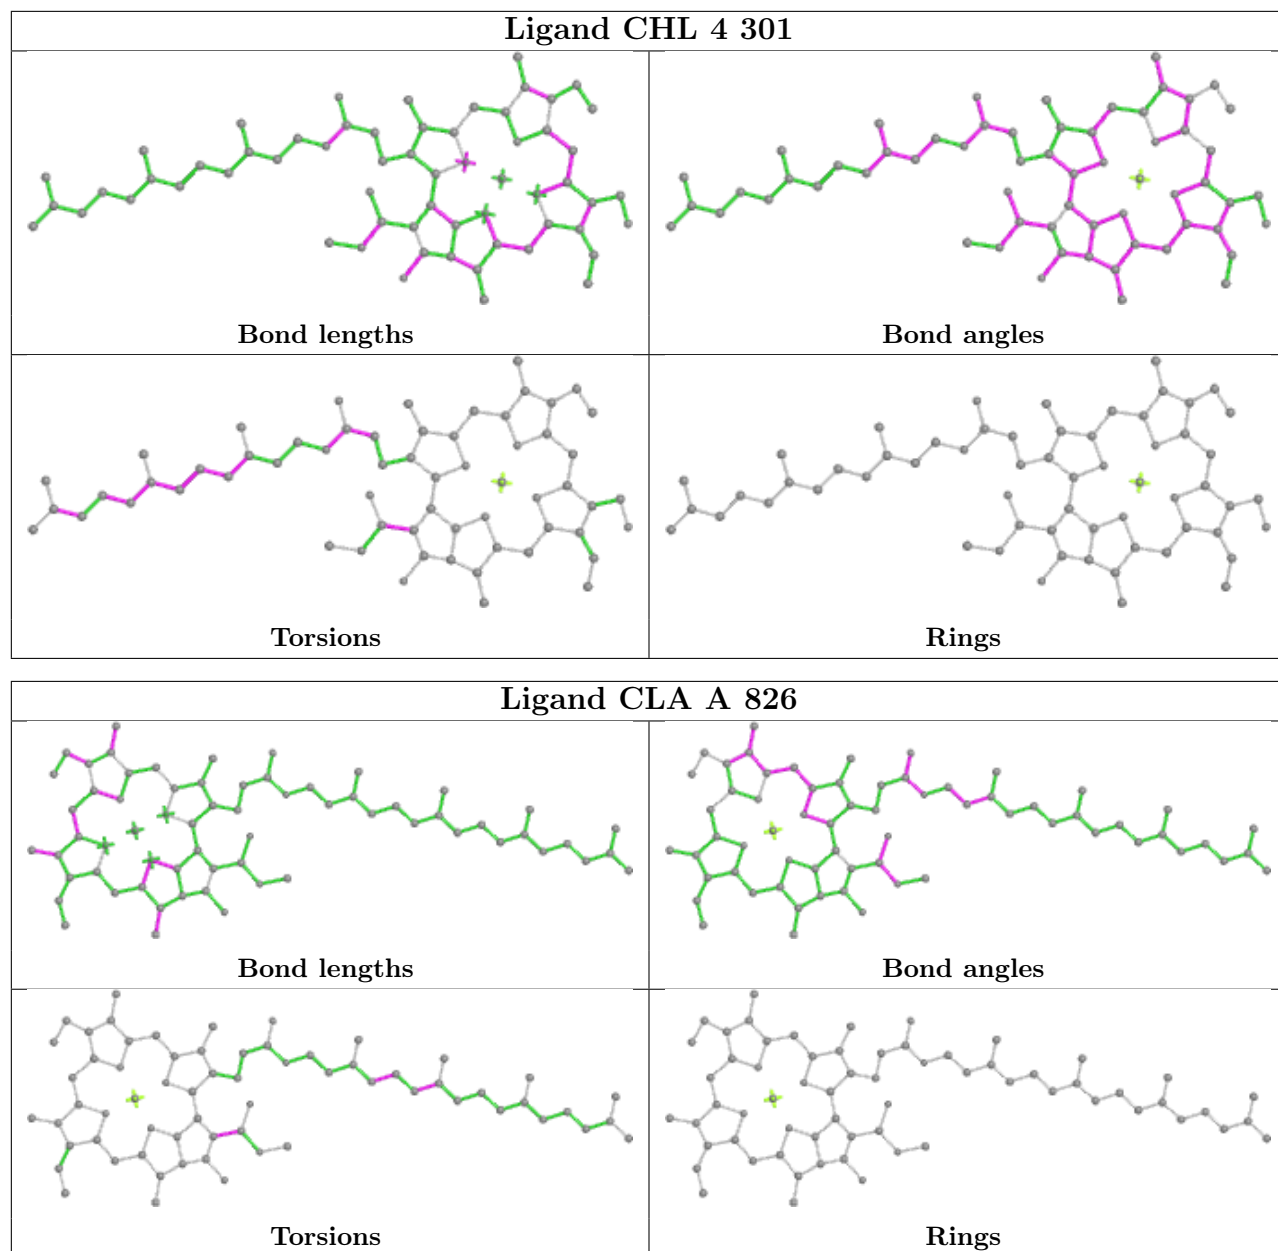 Ligand CHL 4 301
Bond lengths
Bond angles
Torsions
Rings
Ligand CLA A 826
Bond lengths
Bond angles
Torsions
Rings